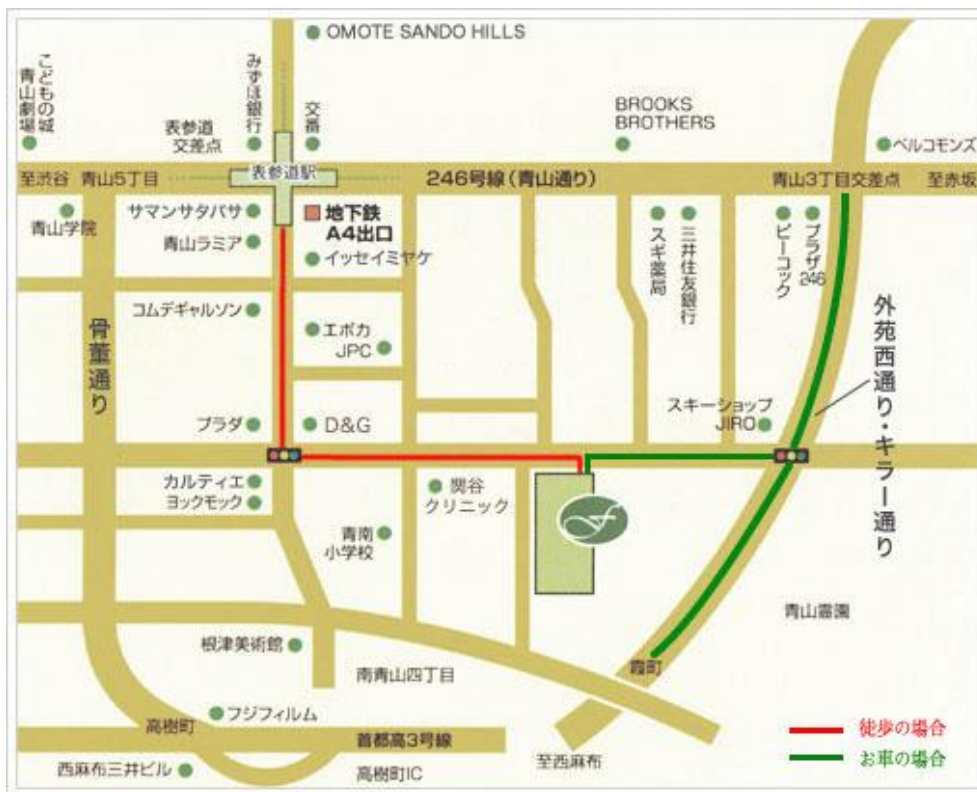 OMOTE SANDO HILLS
こどもの城
青山劇場
みずほ銀行
交番
表参道
交差点
BROOKS
BROTHERS
ベルコモンズ
至渋谷
青山5丁目
表参道駅
246号線(青山通り)
青山3丁目交差点
至赤坂
青山学院
サマンサタバサ
地下鉄
A4出口
青山ラミア
イッセイミヤケ
スギ薬局
三井住友銀行
ピーコック
プラザ246
コムデギャルソン
エポカ
JPC
骨董通り
外苑西通り・キラー通り
プラダ
D&G
スキーショップ
JIRO
カルティエ
ヨックモック
関谷
クリニック
青南
小学校
青山霊園
根津美術館
南青山四丁目
霞町
高樹町
フジフィルム
首都高3号線
徒歩の場合
お車の場合
西麻布三井ビル
高樹町IC
至西麻布